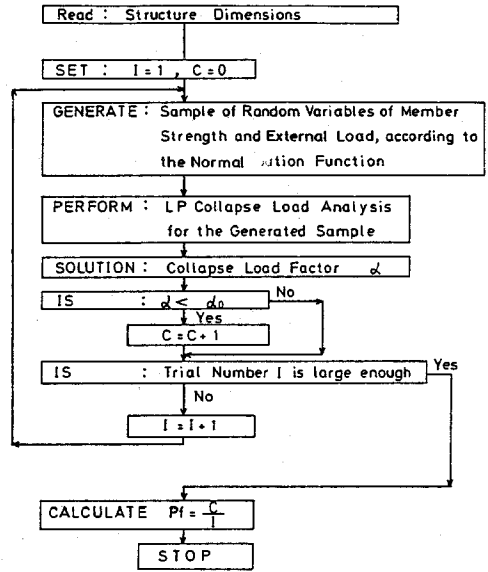 Read : Structure Dimensions
SET : I = 1 , C = 0
GENERATE : Sample of Random Variables of Member
Strength and External Load, according to
the Normal Function
PERFORM : LP Collapse Load Analysis
for the Generated Sample
SOLUTION : Collapse Load Factor α
IS : α < α₀
No
Yes
C = C + 1
IS : Trial Number I is large enough
Yes
No
I = I + 1
CALCULATE Pf = C/I
STOP